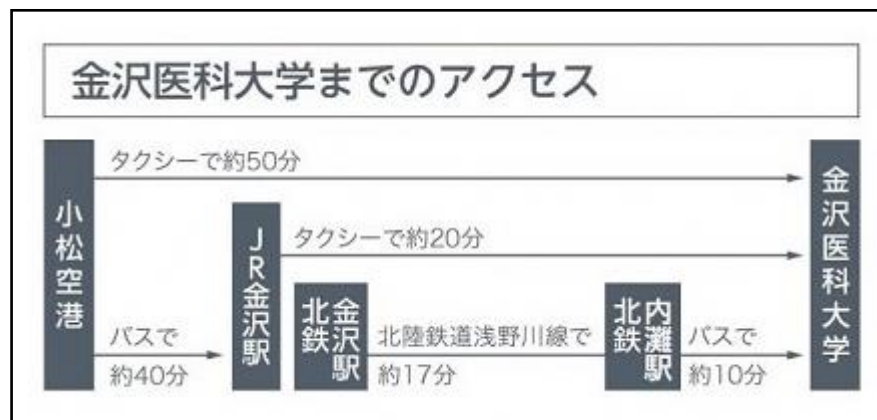 金沢医科大学までのアクセス
小松空港
タクシーで約50分
金沢医科大学
JR金沢駅
タクシーで約20分
バスで
約40分
北鉄
金沢駅
北陸鉄道浅野川線で
約17分
北鉄
内灘駅
バスで
約10分